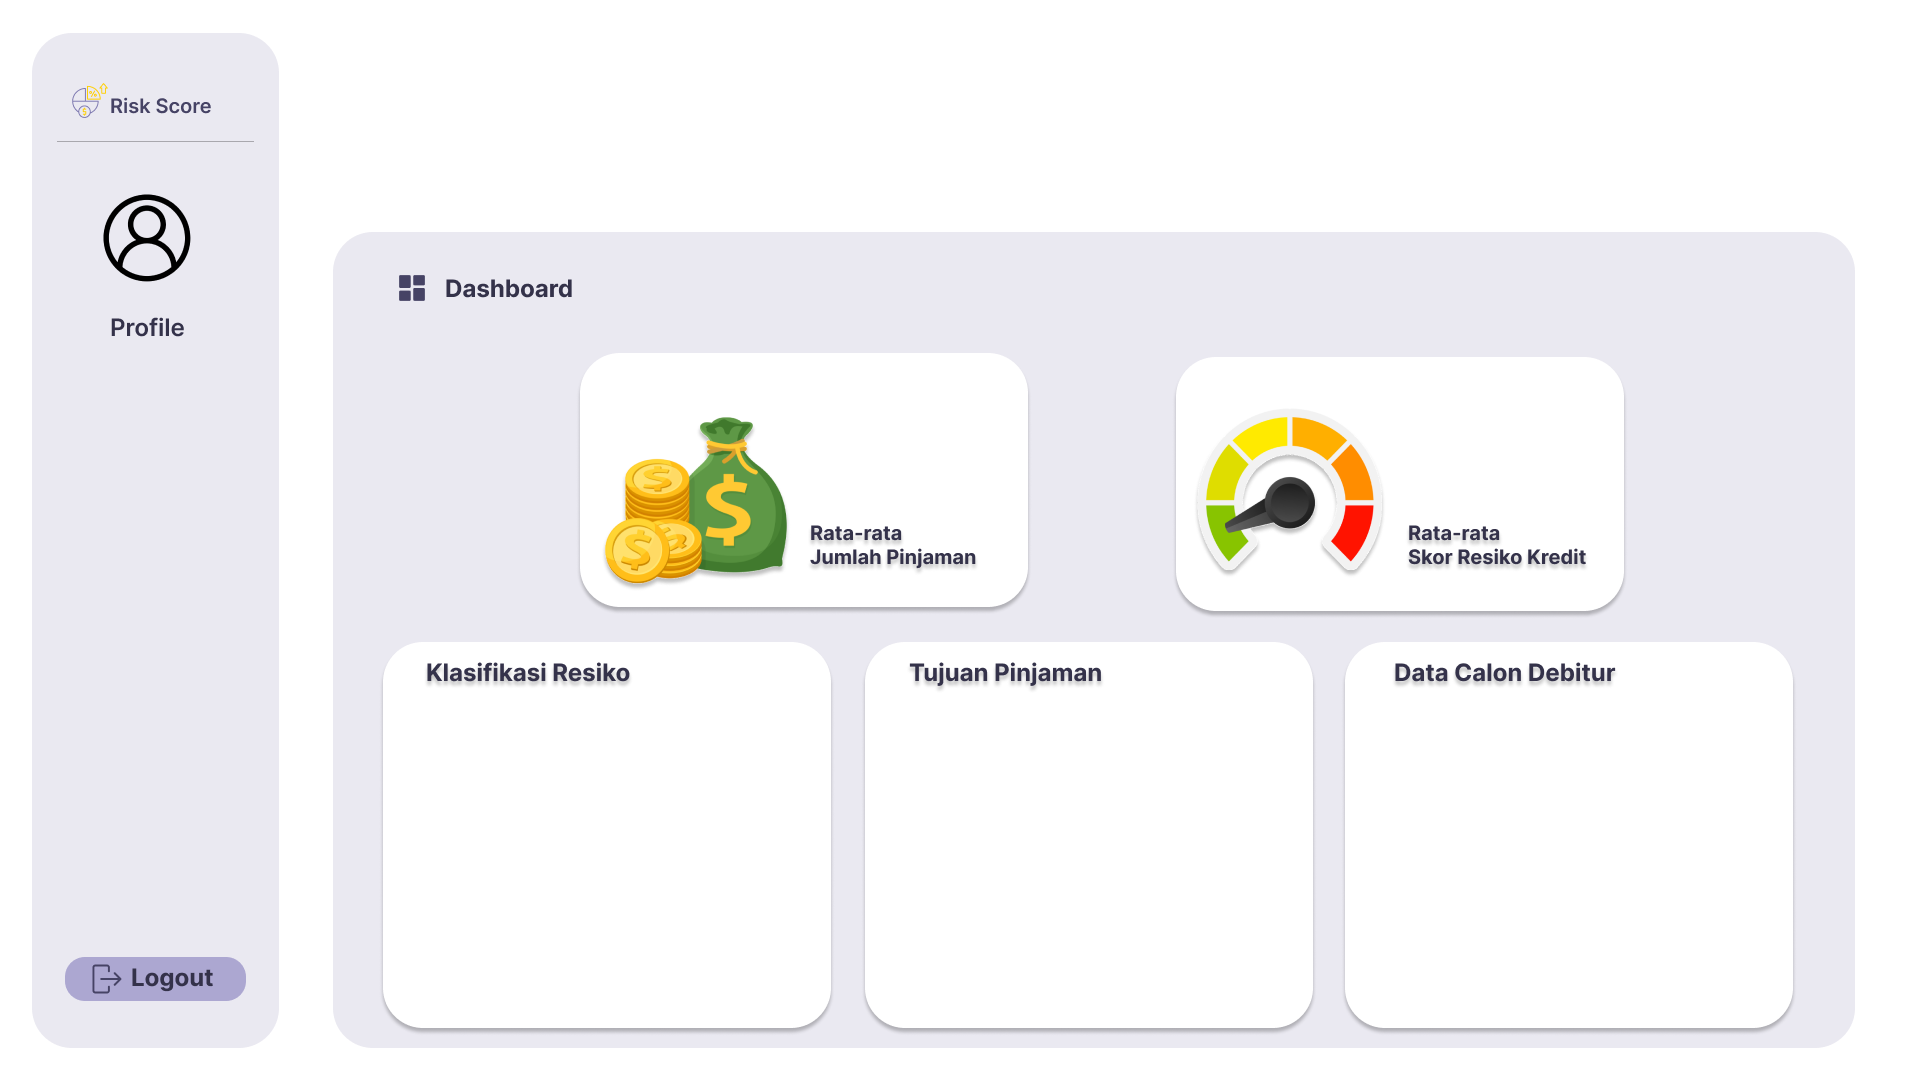 Risk Score
Profile
Logout
Dashboard
Rata-rata
Jumlah Pinjaman
Rata-rata
Skor Resiko Kredit
Klasifikasi Resiko
Tujuan Pinjaman
Data Calon Debitur